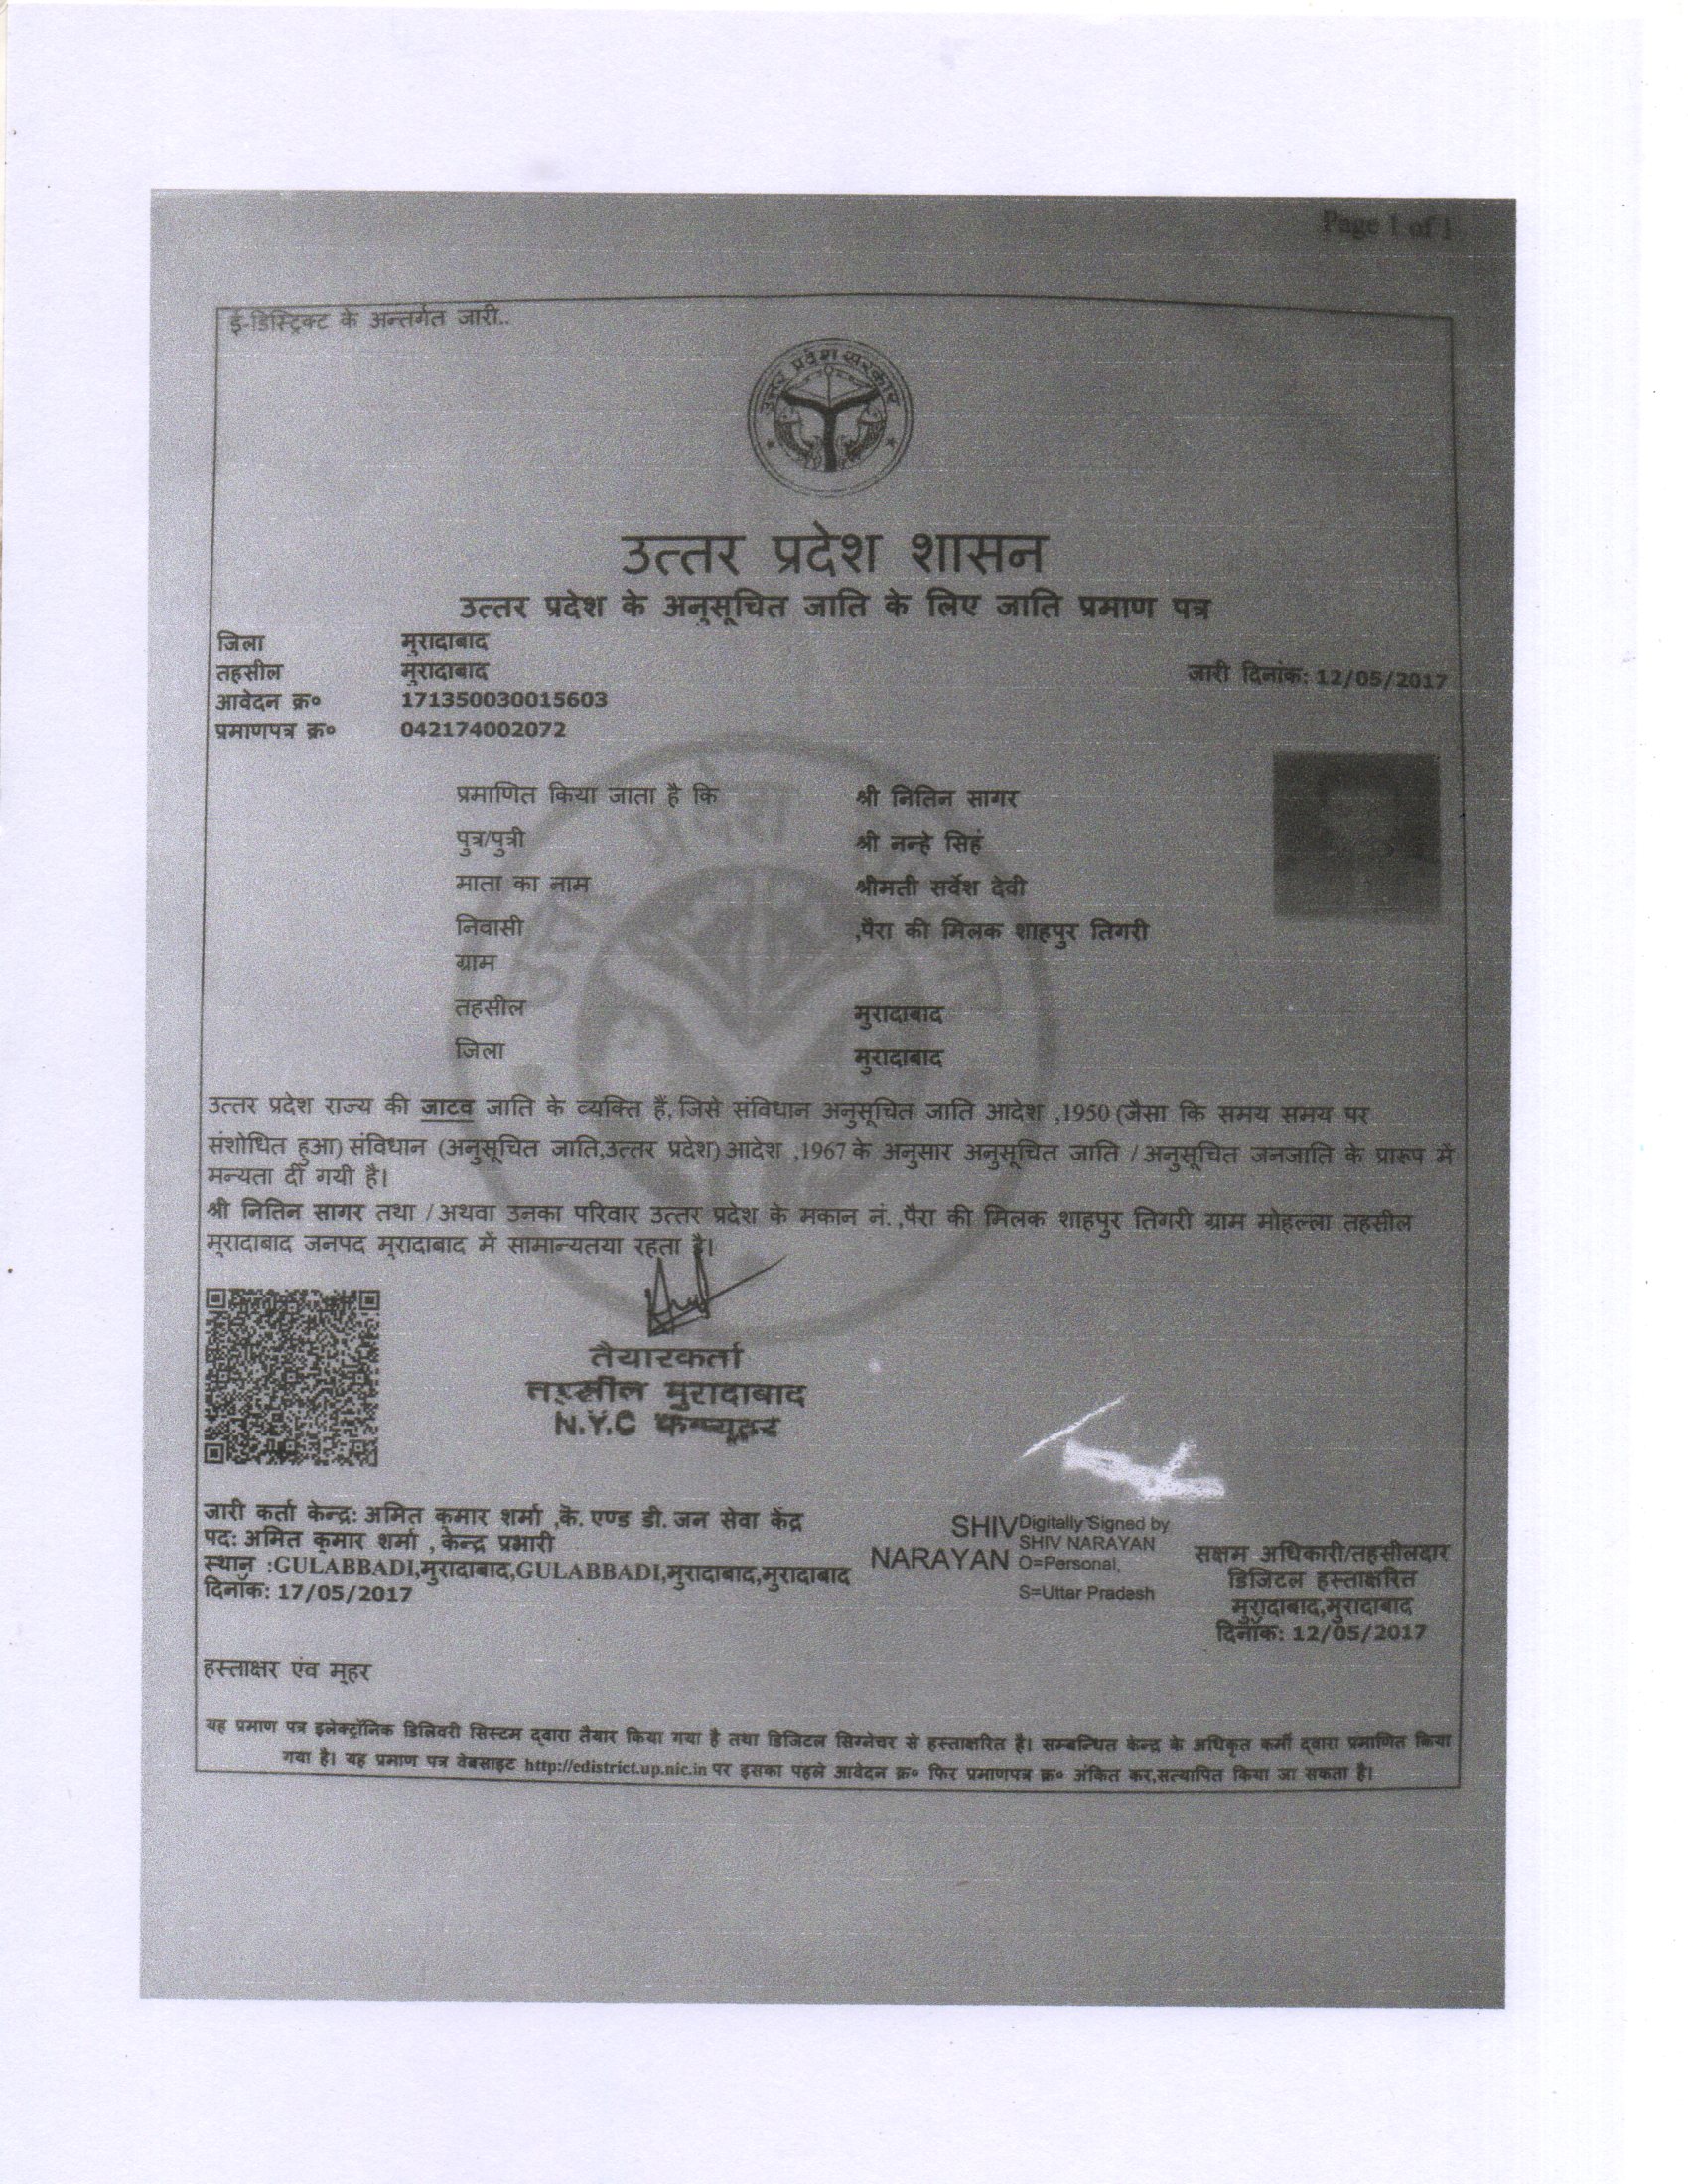 Page 1 of 1
ई-डिस्ट्रिक्ट के अन्तर्गत जारी..
उत्तर प्रदेश सरकार
उत्तर प्रदेश शासन
उत्तर प्रदेश के अनुसूचित जाति के लिए जाति प्रमाण पत्र
जिला मुरादाबाद
तहसील मुरादाबाद जारी दिनांक: 12/05/2017
आवेदन क्र० 171350030015603
प्रमाणपत्र क्र० 042174002072
प्रमाणित किया जाता है कि श्री नितिन सागर
पुत्र/पुत्री श्री नन्हे सिहं
माता का नाम श्रीमती सर्वेश देवी
निवासी ,पैरा की मिलक शाहपुर तिगरी
ग्राम
तहसील मुरादाबाद
जिला मुरादाबाद
उत्तर प्रदेश राज्य की जाटव जाति के व्यक्ति हैं, जिसे संविधान अनुसूचित जाति आदेश ,1950 (जैसा कि समय समय पर
संशोधित हुआ) संविधान (अनुसूचित जाति,उत्तर प्रदेश) आदेश ,1967 के अनुसार अनुसूचित जाति / अनुसूचित जनजाति के प्रारूप में
मन्यता दी गयी है।
श्री नितिन सागर तथा / अथवा उनका परिवार उत्तर प्रदेश के मकान नं. ,पैरा की मिलक शाहपुर तिगरी ग्राम मोहल्ला तहसील
मुरादाबाद जनपद मुरादाबाद में सामान्यतया रहता है।
तैयारकर्ता
तहसील मुरादाबाद
N.Y.C कम्प्यूटर
जारी कर्ता केन्द्र: अमित कुमार शर्मा ,के. एण्ड डी. जन सेवा केंद्र
पद: अमित कुमार शर्मा , केन्द्र प्रभारी
स्थान :GULABBADI,मुरादाबाद,GULABBADI,मुरादाबाद,मुरादाबाद
दिनॉक: 17/05/2017
SHIV NARAYAN
Digitally Signed by
SHIV NARAYAN
O=Personal,
S=Uttar Pradesh
सक्षम अधिकारी/तहसीलदार
डिजिटल हस्ताक्षरित
मुरादाबाद,मुरादाबाद
दिनॉक: 12/05/2017
हस्ताक्षर एंव मुहर
यह प्रमाण पत्र इलेक्ट्रॉनिक डिलिवरी सिस्टम द्वारा तैयार किया गया है तथा डिजिटल सिग्नेचर से हस्ताक्षरित है। सम्बन्धित केन्द्र के अधिकृत कर्मी द्वारा प्रमाणित किया
गया है। यह प्रमाण पत्र वेबसाइट http://edistrict.up.nic.in पर इसका पहले आवेदन क्र० फिर प्रमाणपत्र क्र० अंकित कर,सत्यापित किया जा सकता है।